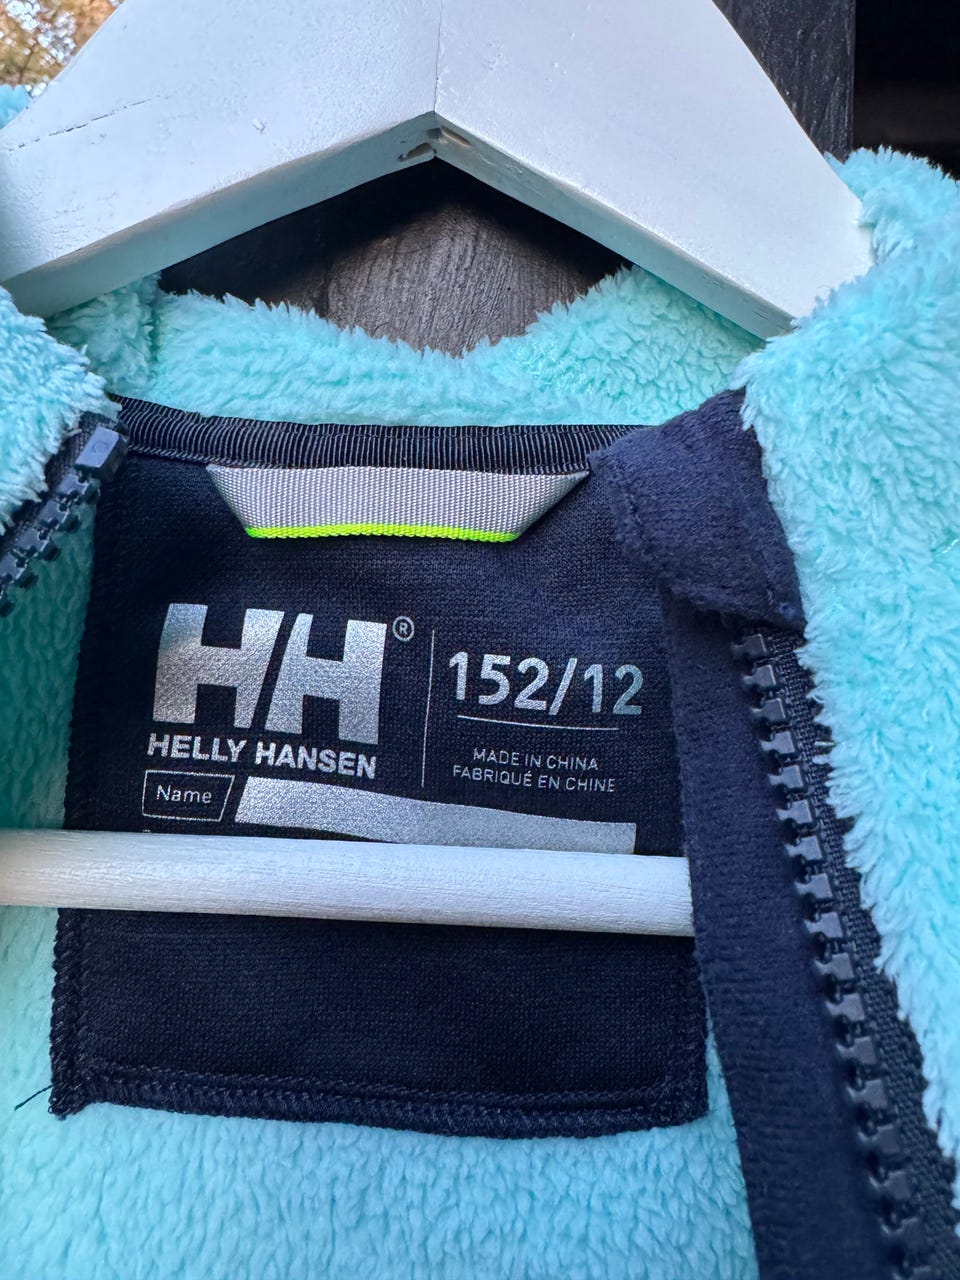 HH®
152/12
HELLY HANSEN
MADE IN CHINA
FABRIQUÉ EN CHINE
Name